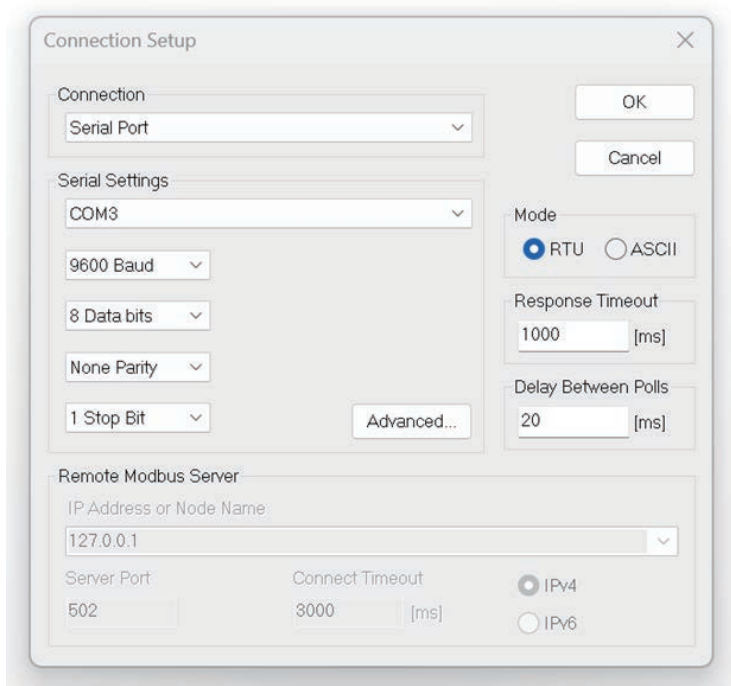 Connection Setup
Connection
OK
Serial Port
Cancel
Serial Settings
COM3
Mode
RTU ASCII
9600 Baud
8 Data bits
Response Timeout
1000 [ms]
None Parity
Delay Between Polls
1 Stop Bit Advanced... 20 [ms]
Remote Modbus Server
IP Address or Node Name
127.0.0.1
Server Port Connect Timeout
IPv4
502 3000 [ms]
IPv6